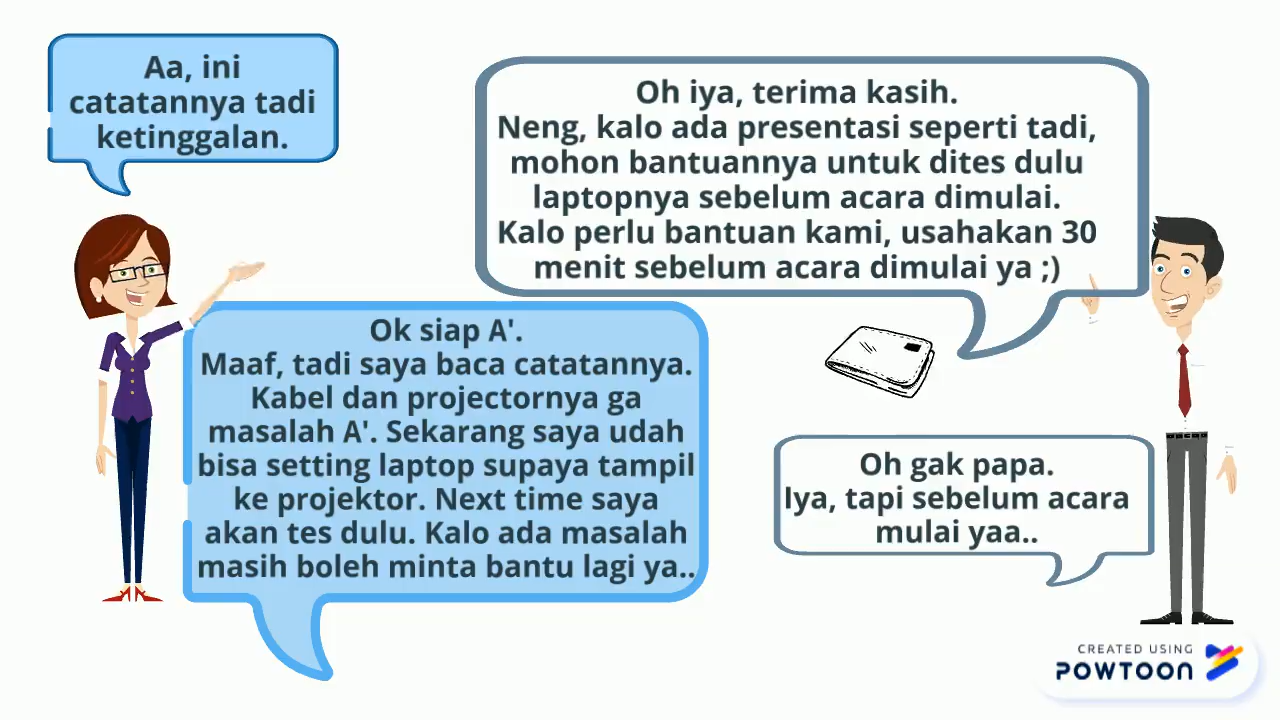 Aa, ini
catatannya tadi
ketinggalan.
Oh iya, terima kasih.
Neng, kalo ada presentasi seperti tadi,
mohon bantuannya untuk dites dulu
laptopnya sebelum acara dimulai.
Kalo perlu bantuan kami, usahakan 30
menit sebelum acara dimulai ya ;)
Ok siap A'.
Maaf, tadi saya baca catatannya.
Kabel dan projectornya ga
masalah A'. Sekarang saya udah
bisa setting laptop supaya tampil
ke projektor. Next time saya
akan tes dulu. Kalo ada masalah
masih boleh minta bantu lagi ya..
Oh gak papa.
Iya, tapi sebelum acara
mulai yaa..
CREATED USING
POWTOON